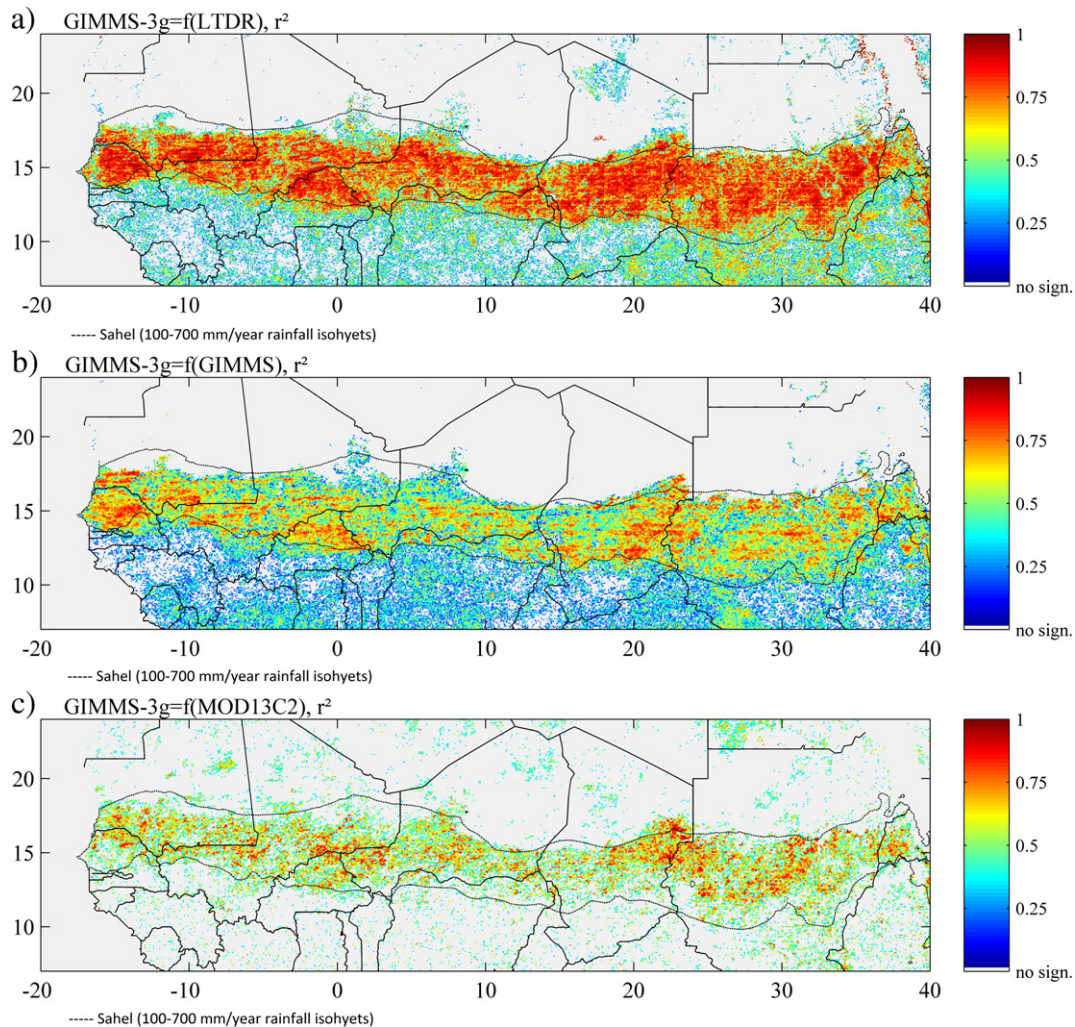 a) GIMMS-3g=f(LTDR), r²
20
15
10
-20 -10 0 10 20 30 40
1
0.75
0.5
0.25
no sign.
----- Sahel (100-700 mm/year rainfall isohyets)
b) GIMMS-3g=f(GIMMS), r²
20
15
10
-20 -10 0 10 20 30 40
1
0.75
0.5
0.25
no sign.
----- Sahel (100-700 mm/year rainfall isohyets)
c) GIMMS-3g=f(MOD13C2), r²
20
15
10
-20 -10 0 10 20 30 40
1
0.75
0.5
0.25
no sign.
----- Sahel (100-700 mm/year rainfall isohyets)